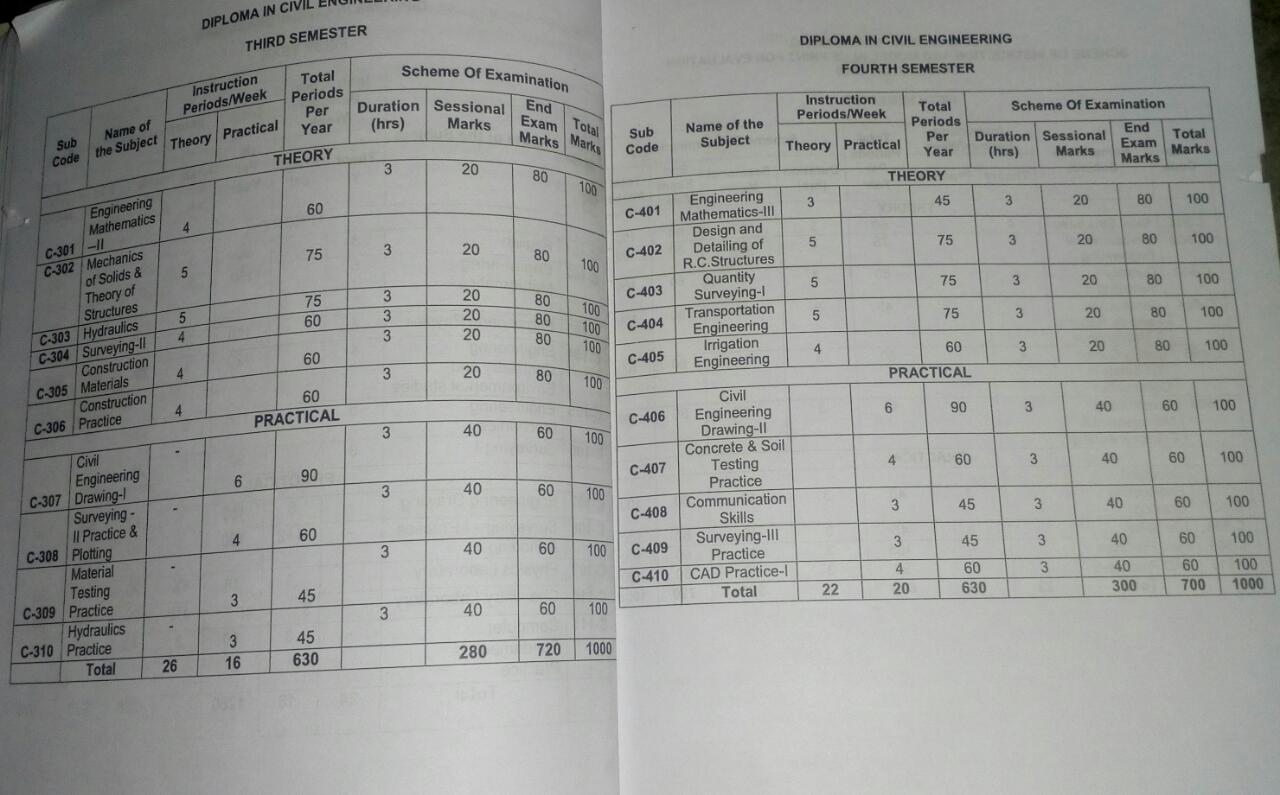 DIPLOMA IN CIVIL ENGINEERING
THIRD SEMESTER
Sub Code | Name of the Subject | Instruction Periods/Week | Total Periods Per Year | Scheme Of Examination
Theory | Practical | Duration (hrs) | Sessional Marks | End Exam Marks | Total Marks
THEORY
C-301 | Engineering Mathematics –II | 4 | | 60 | 3 | 20 | 80 | 100
C-302 | Mechanics of Solids & Theory of Structures | 5 | | 75 | 3 | 20 | 80 | 100
C-303 | Hydraulics | 5 | | 75 | 3 | 20 | 80 | 100
C-304 | Surveying-II | 4 | | 60 | 3 | 20 | 80 | 100
C-305 | Construction Materials | 4 | | 60 | 3 | 20 | 80 | 100
C-306 | Construction Practice | 4 | | 60 | 3 | 20 | 80 | 100
PRACTICAL
C-307 | Civil Engineering Drawing-I | - | 6 | 90 | 3 | 40 | 60 | 100
C-308 | Surveying - II Practice & Plotting | - | 4 | 60 | 3 | 40 | 60 | 100
C-309 | Material Testing Practice | - | 3 | 45 | 3 | 40 | 60 | 100
C-310 | Hydraulics Practice | - | 3 | 45 | 3 | 40 | 60 | 100
Total | 26 | 16 | 630 | | 280 | 720 | 1000
DIPLOMA IN CIVIL ENGINEERING
FOURTH SEMESTER
Sub Code | Name of the Subject | Instruction Periods/Week | Total Periods Per Year | Scheme Of Examination
Theory | Practical | Duration (hrs) | Sessional Marks | End Exam Marks | Total Marks
THEORY
C-401 | Engineering Mathematics-III | 3 | | 45 | 3 | 20 | 80 | 100
C-402 | Design and Detailing of R.C.Structures | 5 | | 75 | 3 | 20 | 80 | 100
C-403 | Quantity Surveying-I | 5 | | 75 | 3 | 20 | 80 | 100
C-404 | Transportation Engineering | 5 | | 75 | 3 | 20 | 80 | 100
C-405 | Irrigation Engineering | 4 | | 60 | 3 | 20 | 80 | 100
PRACTICAL
C-406 | Civil Engineering Drawing-II | | 6 | 90 | 3 | 40 | 60 | 100
C-407 | Concrete & Soil Testing Practice | | 4 | 60 | 3 | 40 | 60 | 100
C-408 | Communication Skills | | 3 | 45 | 3 | 40 | 60 | 100
C-409 | Surveying-III Practice | | 3 | 45 | 3 | 40 | 60 | 100
C-410 | CAD Practice-I | | 4 | 60 | 3 | 40 | 60 | 100
Total | 22 | 20 | 630 | | 300 | 700 | 1000